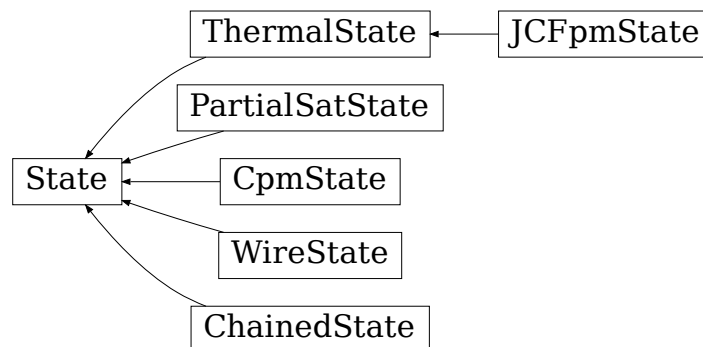 ThermalState
JCFpmState
PartialSatState
State
CpmState
WireState
ChainedState